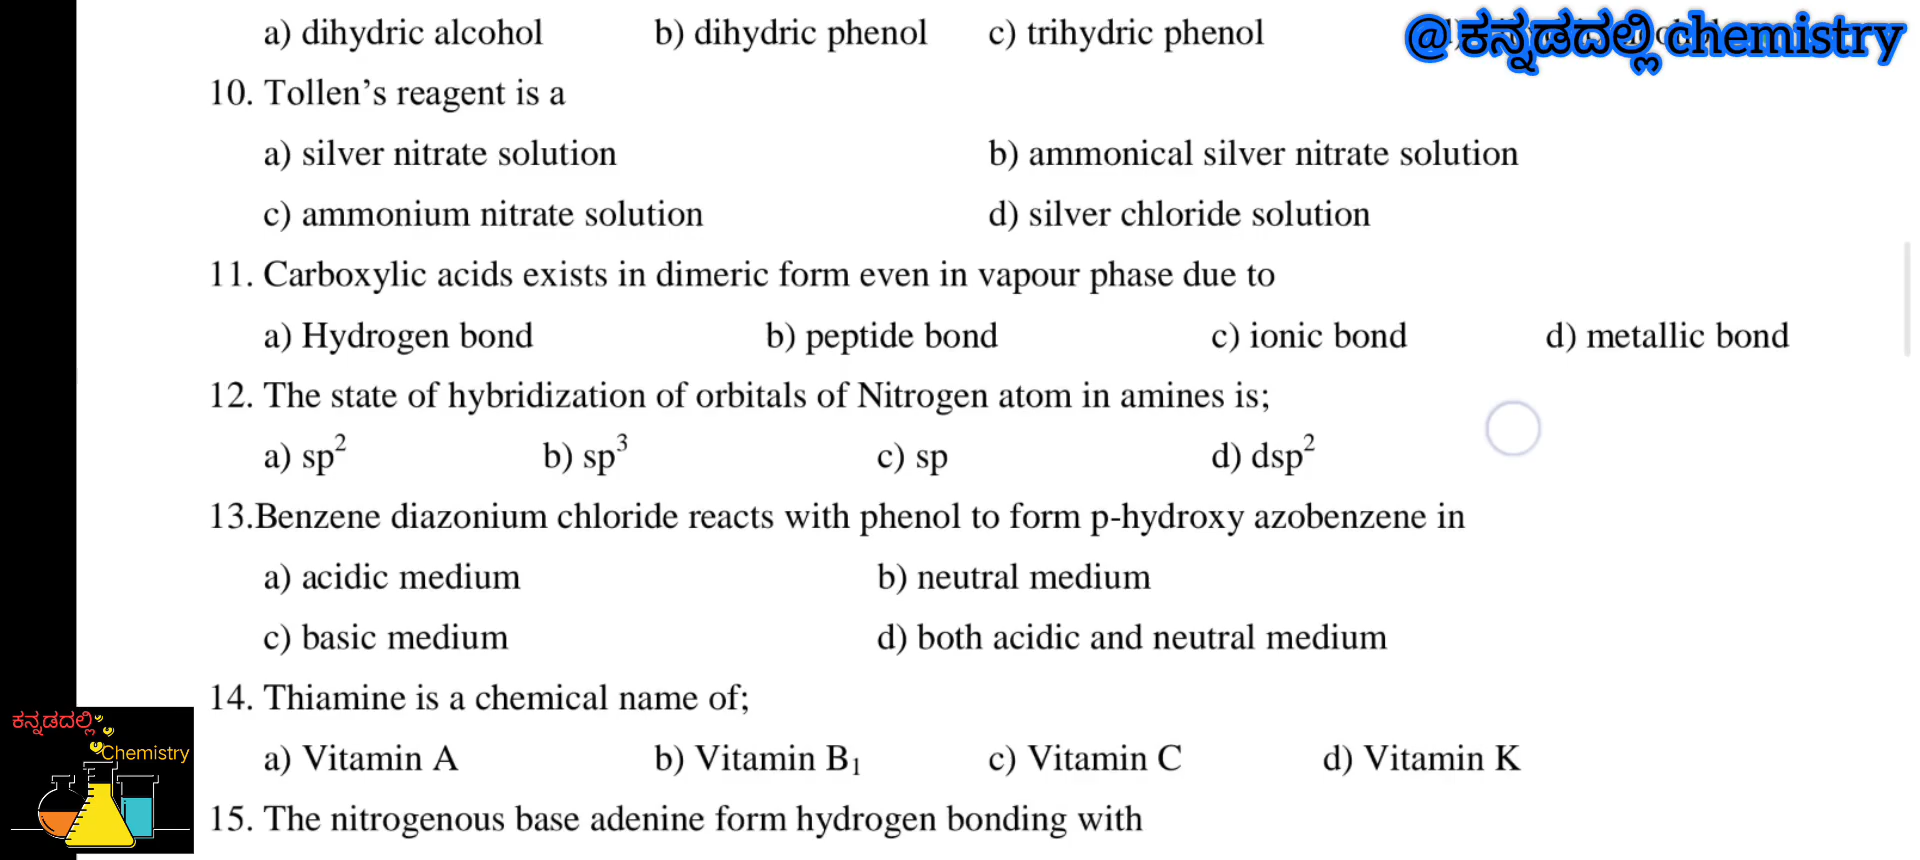 a) dihydric alcohol b) dihydric phenol c) trihydric phenol @ಕನ್ನಡದಲ್ಲಿ chemistry
10. Tollen’s reagent is a
a) silver nitrate solution b) ammonical silver nitrate solution
c) ammonium nitrate solution d) silver chloride solution
11. Carboxylic acids exists in dimeric form even in vapour phase due to
a) Hydrogen bond b) peptide bond c) ionic bond d) metallic bond
12. The state of hybridization of orbitals of Nitrogen atom in amines is;
a) sp² b) sp³ c) sp d) dsp²
13.Benzene diazonium chloride reacts with phenol to form p-hydroxy azobenzene in
a) acidic medium b) neutral medium
c) basic medium d) both acidic and neutral medium
14. Thiamine is a chemical name of;
ಕನ್ನಡದಲ್ಲಿ
Chemistry
a) Vitamin A b) Vitamin B₁ c) Vitamin C d) Vitamin K
15. The nitrogenous base adenine form hydrogen bonding with